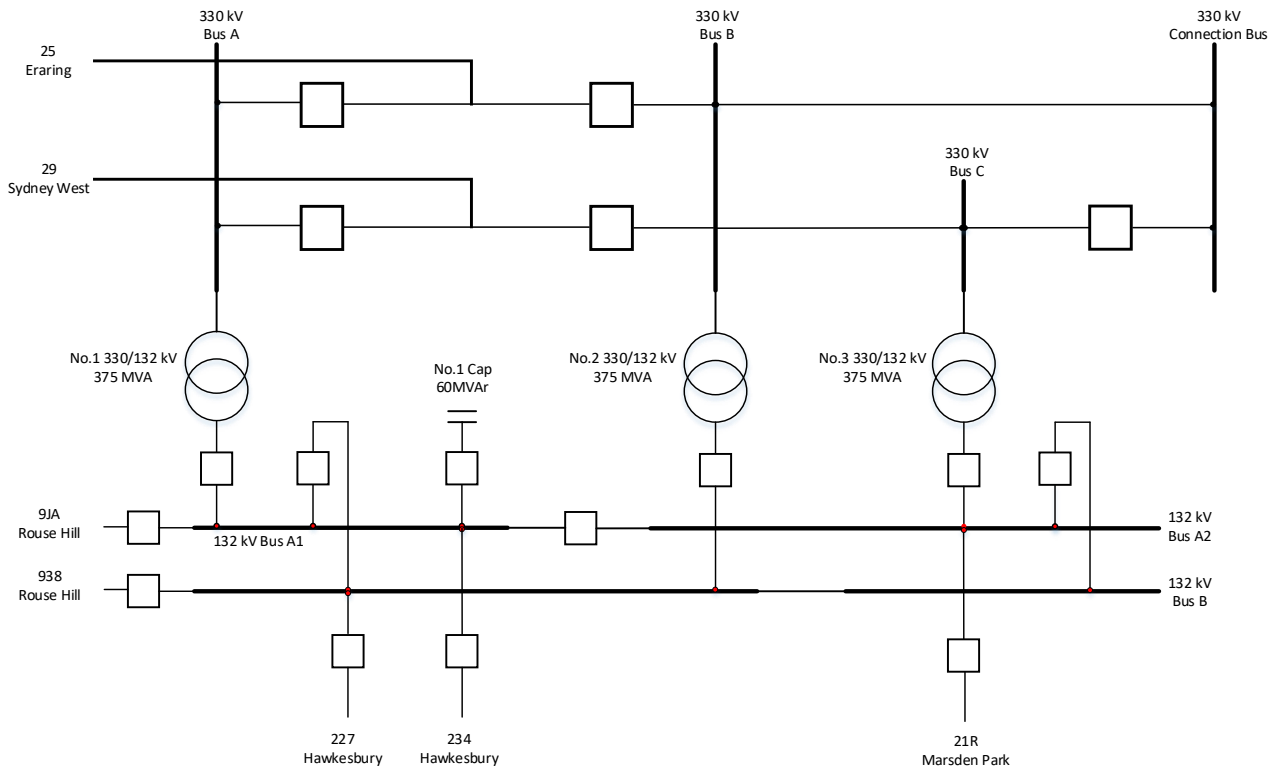 330 kV
Bus A
330 kV
Bus B
330 kV
Connection Bus
25
Eraring
29
Sydney West
330 kV
Bus C
No.1 330/132 kV
375 MVA
No.1 Cap
60MVAr
No.2 330/132 kV
375 MVA
No.3 330/132 kV
375 MVA
9JA
Rouse Hill
132 kV Bus A1
132 kV
Bus A2
938
Rouse Hill
132 kV
Bus B
227
Hawkesbury
234
Hawkesbury
21R
Marsden Park